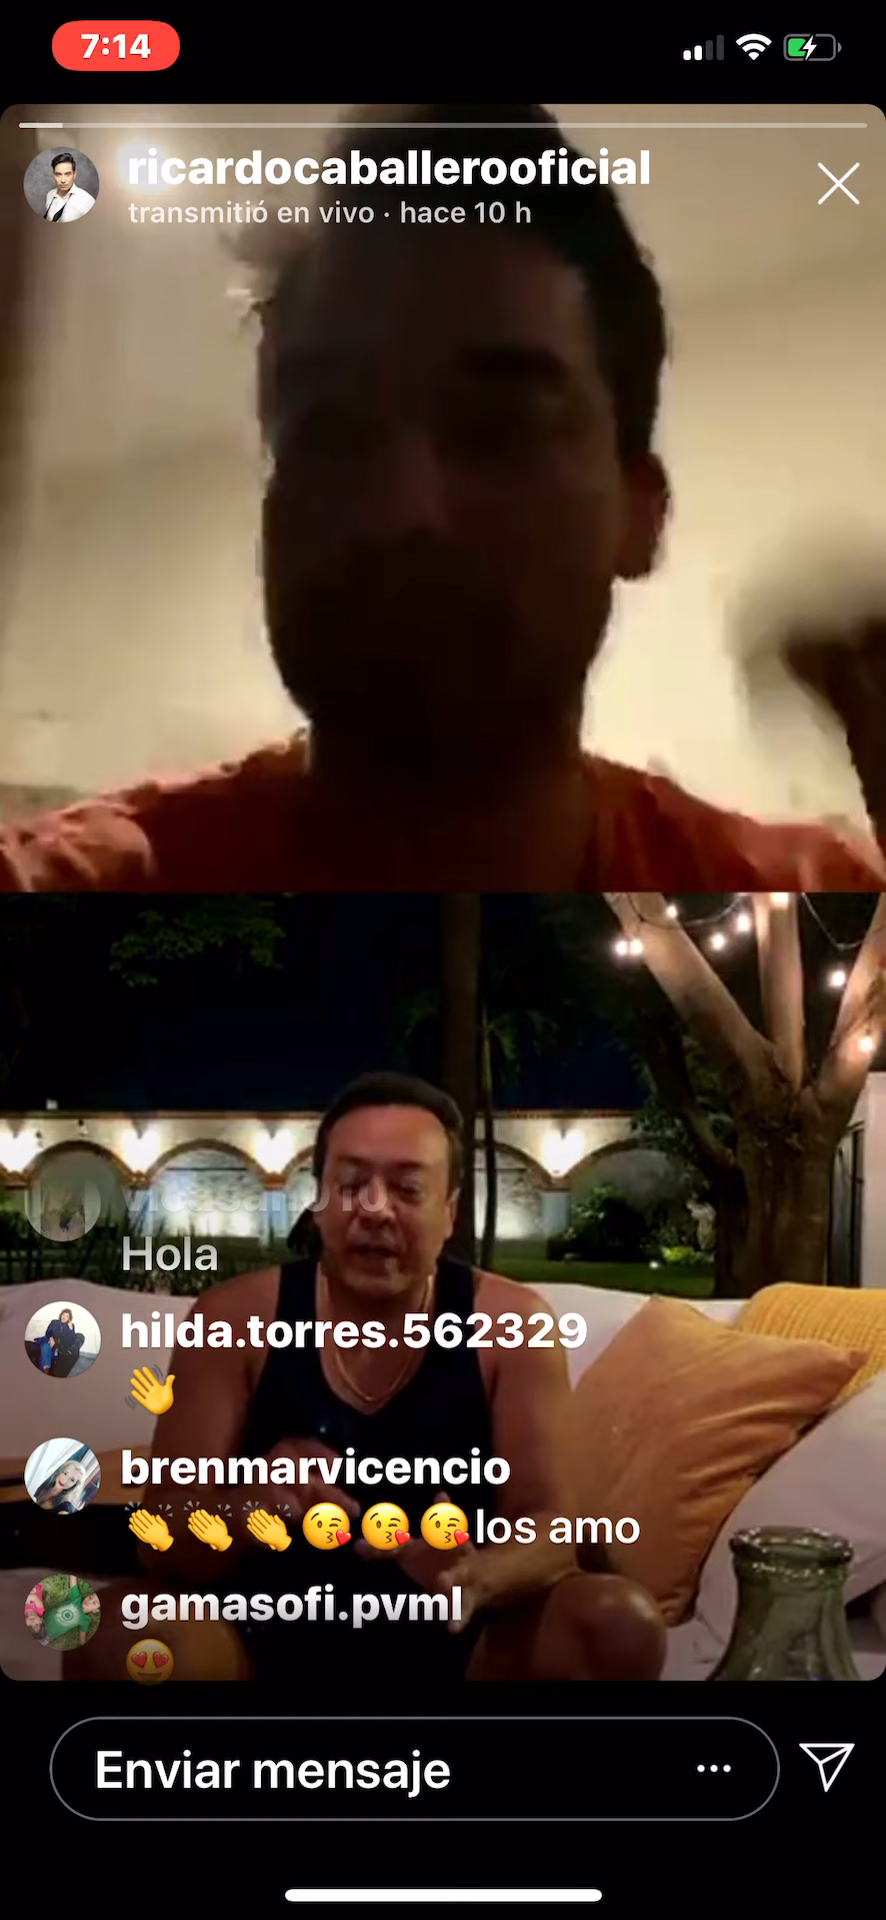 7:14
ricardocaballerooficial
transmitió en vivo · hace 10 h
Hola
hilda.torres.562329
👋
brenmarvicencio
👏👏👏😘😘😘los amo
gamasofi.pvml
😍
Enviar mensaje